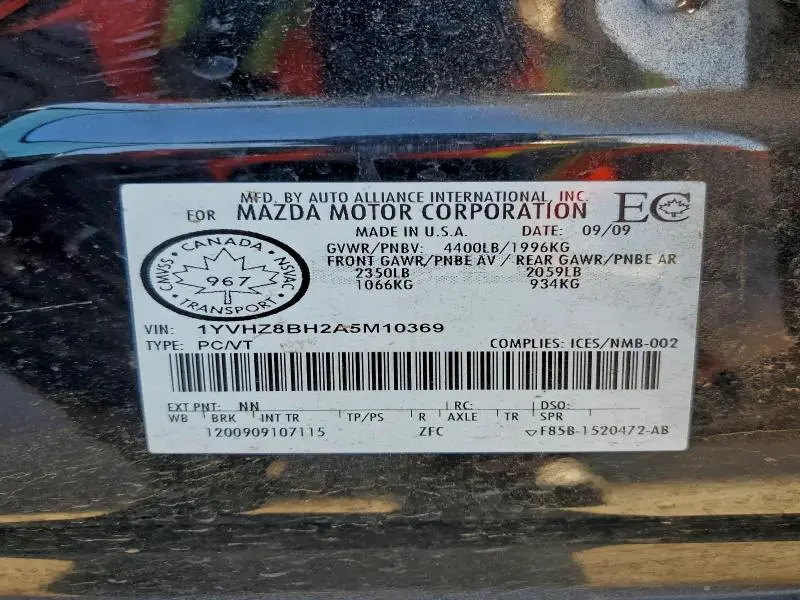 MFD. BY AUTO ALLIANCE INTERNATIONAL, INC.
FOR MAZDA MOTOR CORPORATION EC
MADE IN U.S.A. DATE: 09/09
GVWR/PNBV: 4400LB/1996KG
FRONT GAWR/PNBE AV / REAR GAWR/PNBE AR
2350LB 2059LB
1066KG 934KG
CANADA
CMVSS 967 NSVAC
TRANSPORT
VIN: 1YVHZ8BH2A5M10369
TYPE: PC/VT COMPLIES: ICES/NMB-002
EXT PNT: NN RC: DSO:
WB BRK INT TR TP/PS R AXLE TR SPR
1200909107115 ZFC ▽F85B-1520472-AB